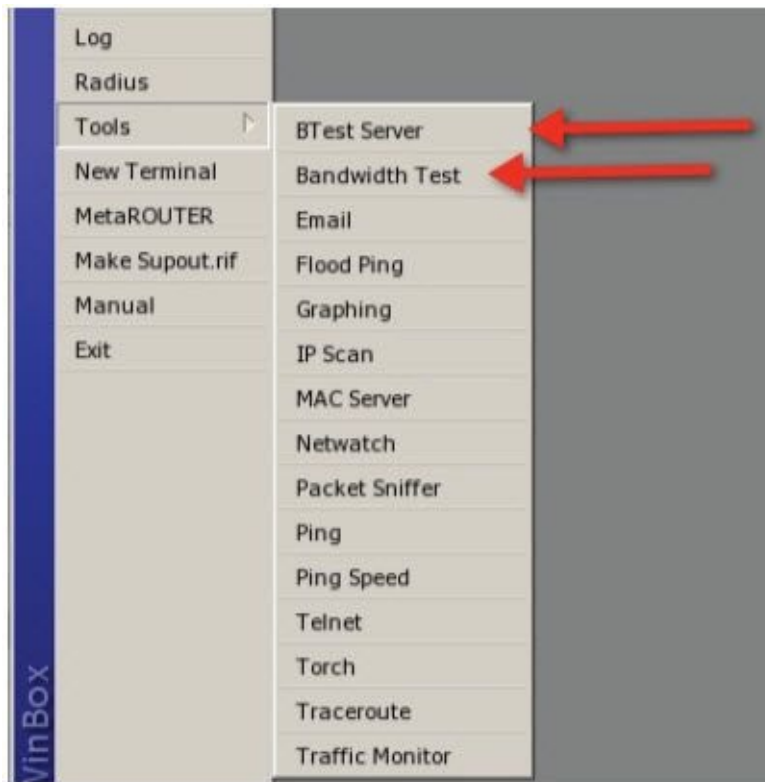 Log
Radius
Tools
New Terminal
MetaROUTER
Make Supout.rif
Manual
Exit
BTest Server
Bandwidth Test
Email
Flood Ping
Graphing
IP Scan
MAC Server
Netwatch
Packet Sniffer
Ping
Ping Speed
Telnet
Torch
Traceroute
Traffic Monitor
WinBox